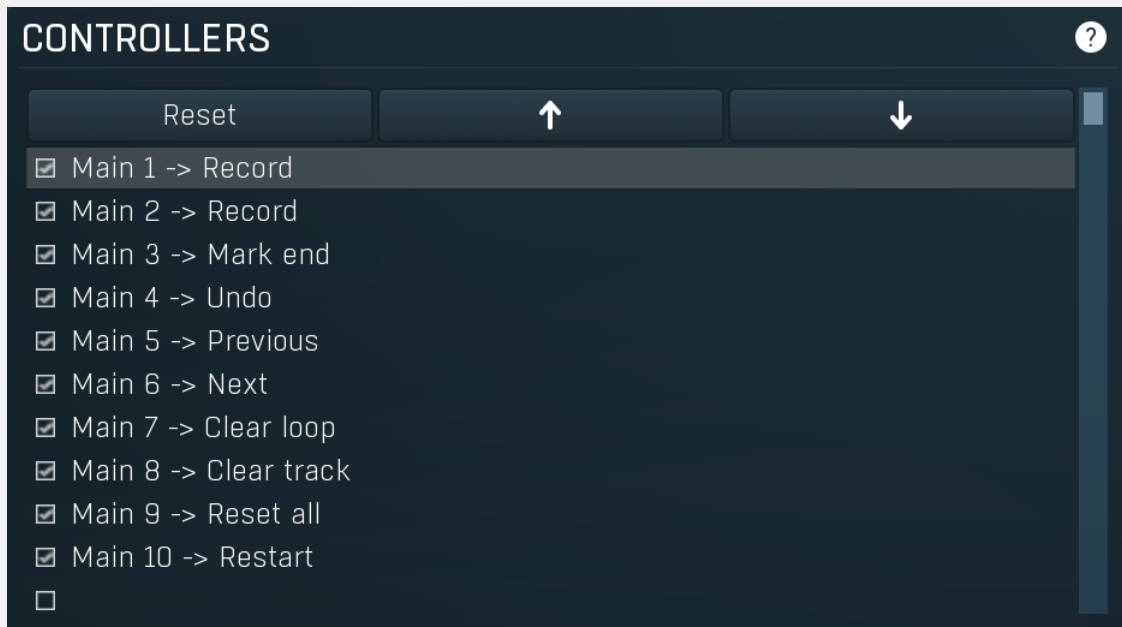 CONTROLLERS ?
Reset ↑ ↓
Main 1 -> Record
Main 2 -> Record
Main 3 -> Mark end
Main 4 -> Undo
Main 5 -> Previous
Main 6 -> Next
Main 7 -> Clear loop
Main 8 -> Clear track
Main 9 -> Reset all
Main 10 -> Restart